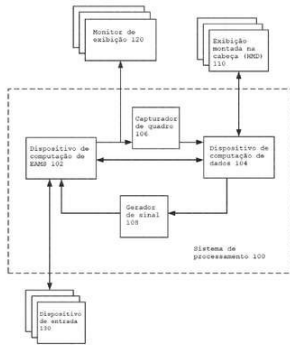 Monitor de
exibição 120
Exibição
montada na
cabeça (HMD)
110
Capturador
de quadro
106
Dispositivo de
computação de
EAMS 102
Dispositivo de
computação de
dados 104
Gerador
de sinal
108
Sistema de
processamento 100
Dispositivo
de entrada
130